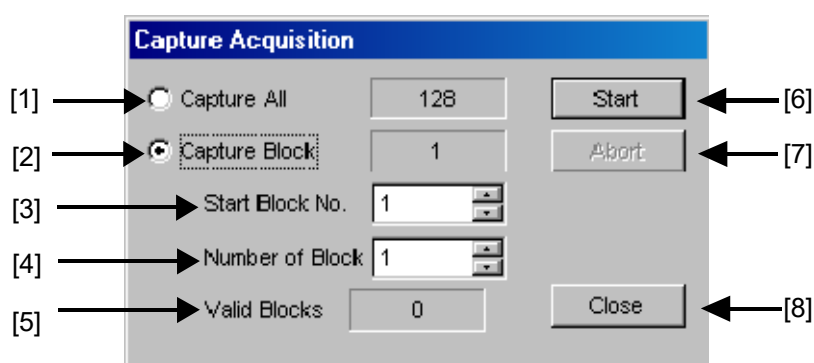 Capture Acquisition
[1] Capture All 128 Start [6]
[2] Capture Block 1 Abort [7]
[3] Start Block No. 1
[4] Number of Block 1
[5] Valid Blocks 0 Close [8]